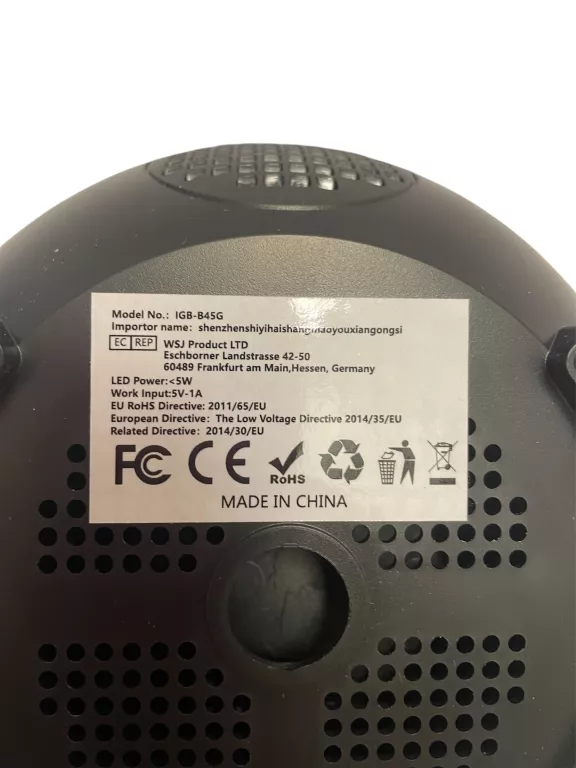 Model No.: IGB-B45G
Importor name: shenzhenshiyihaishangmaoyouxiangongsi
EC REP WSJ Product LTD
Eschborner Landstrasse 42-50
60489 Frankfurt am Main,Hessen, Germany
LED Power:<5W
Work Input:5V-1A
EU RoHS Directive: 2011/65/EU
European Directive: The Low Voltage Directive 2014/35/EU
Related Directive: 2014/30/EU
FC CE RoHS
MADE IN CHINA